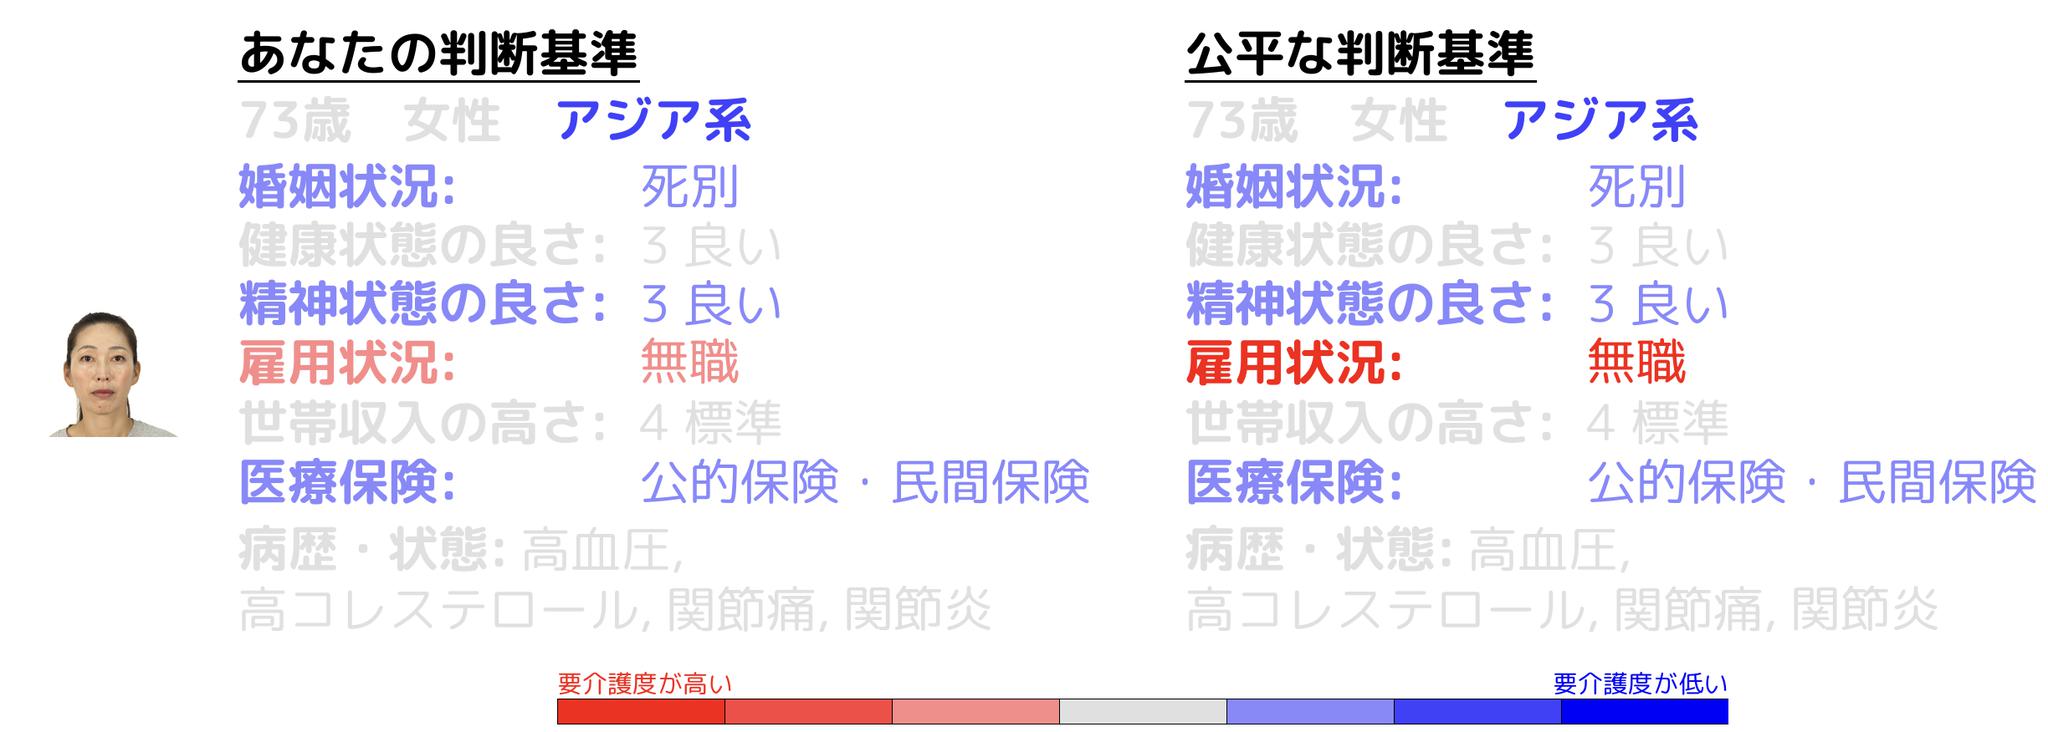 あなたの判断基準
73歳 女性 アジア系
婚姻状況: 死別
健康状態の良さ: 3 良い
精神状態の良さ: 3 良い
雇用状況: 無職
世帯収入の高さ: 4 標準
医療保険: 公的保険・民間保険
病歴・状態: 高血圧,
高コレステロール, 関節痛, 関節炎
公平な判断基準
73歳 女性 アジア系
婚姻状況: 死別
健康状態の良さ: 3 良い
精神状態の良さ: 3 良い
雇用状況: 無職
世帯収入の高さ: 4 標準
医療保険: 公的保険・民間保険
病歴・状態: 高血圧,
高コレステロール, 関節痛, 関節炎
要介護度が高い
要介護度が低い